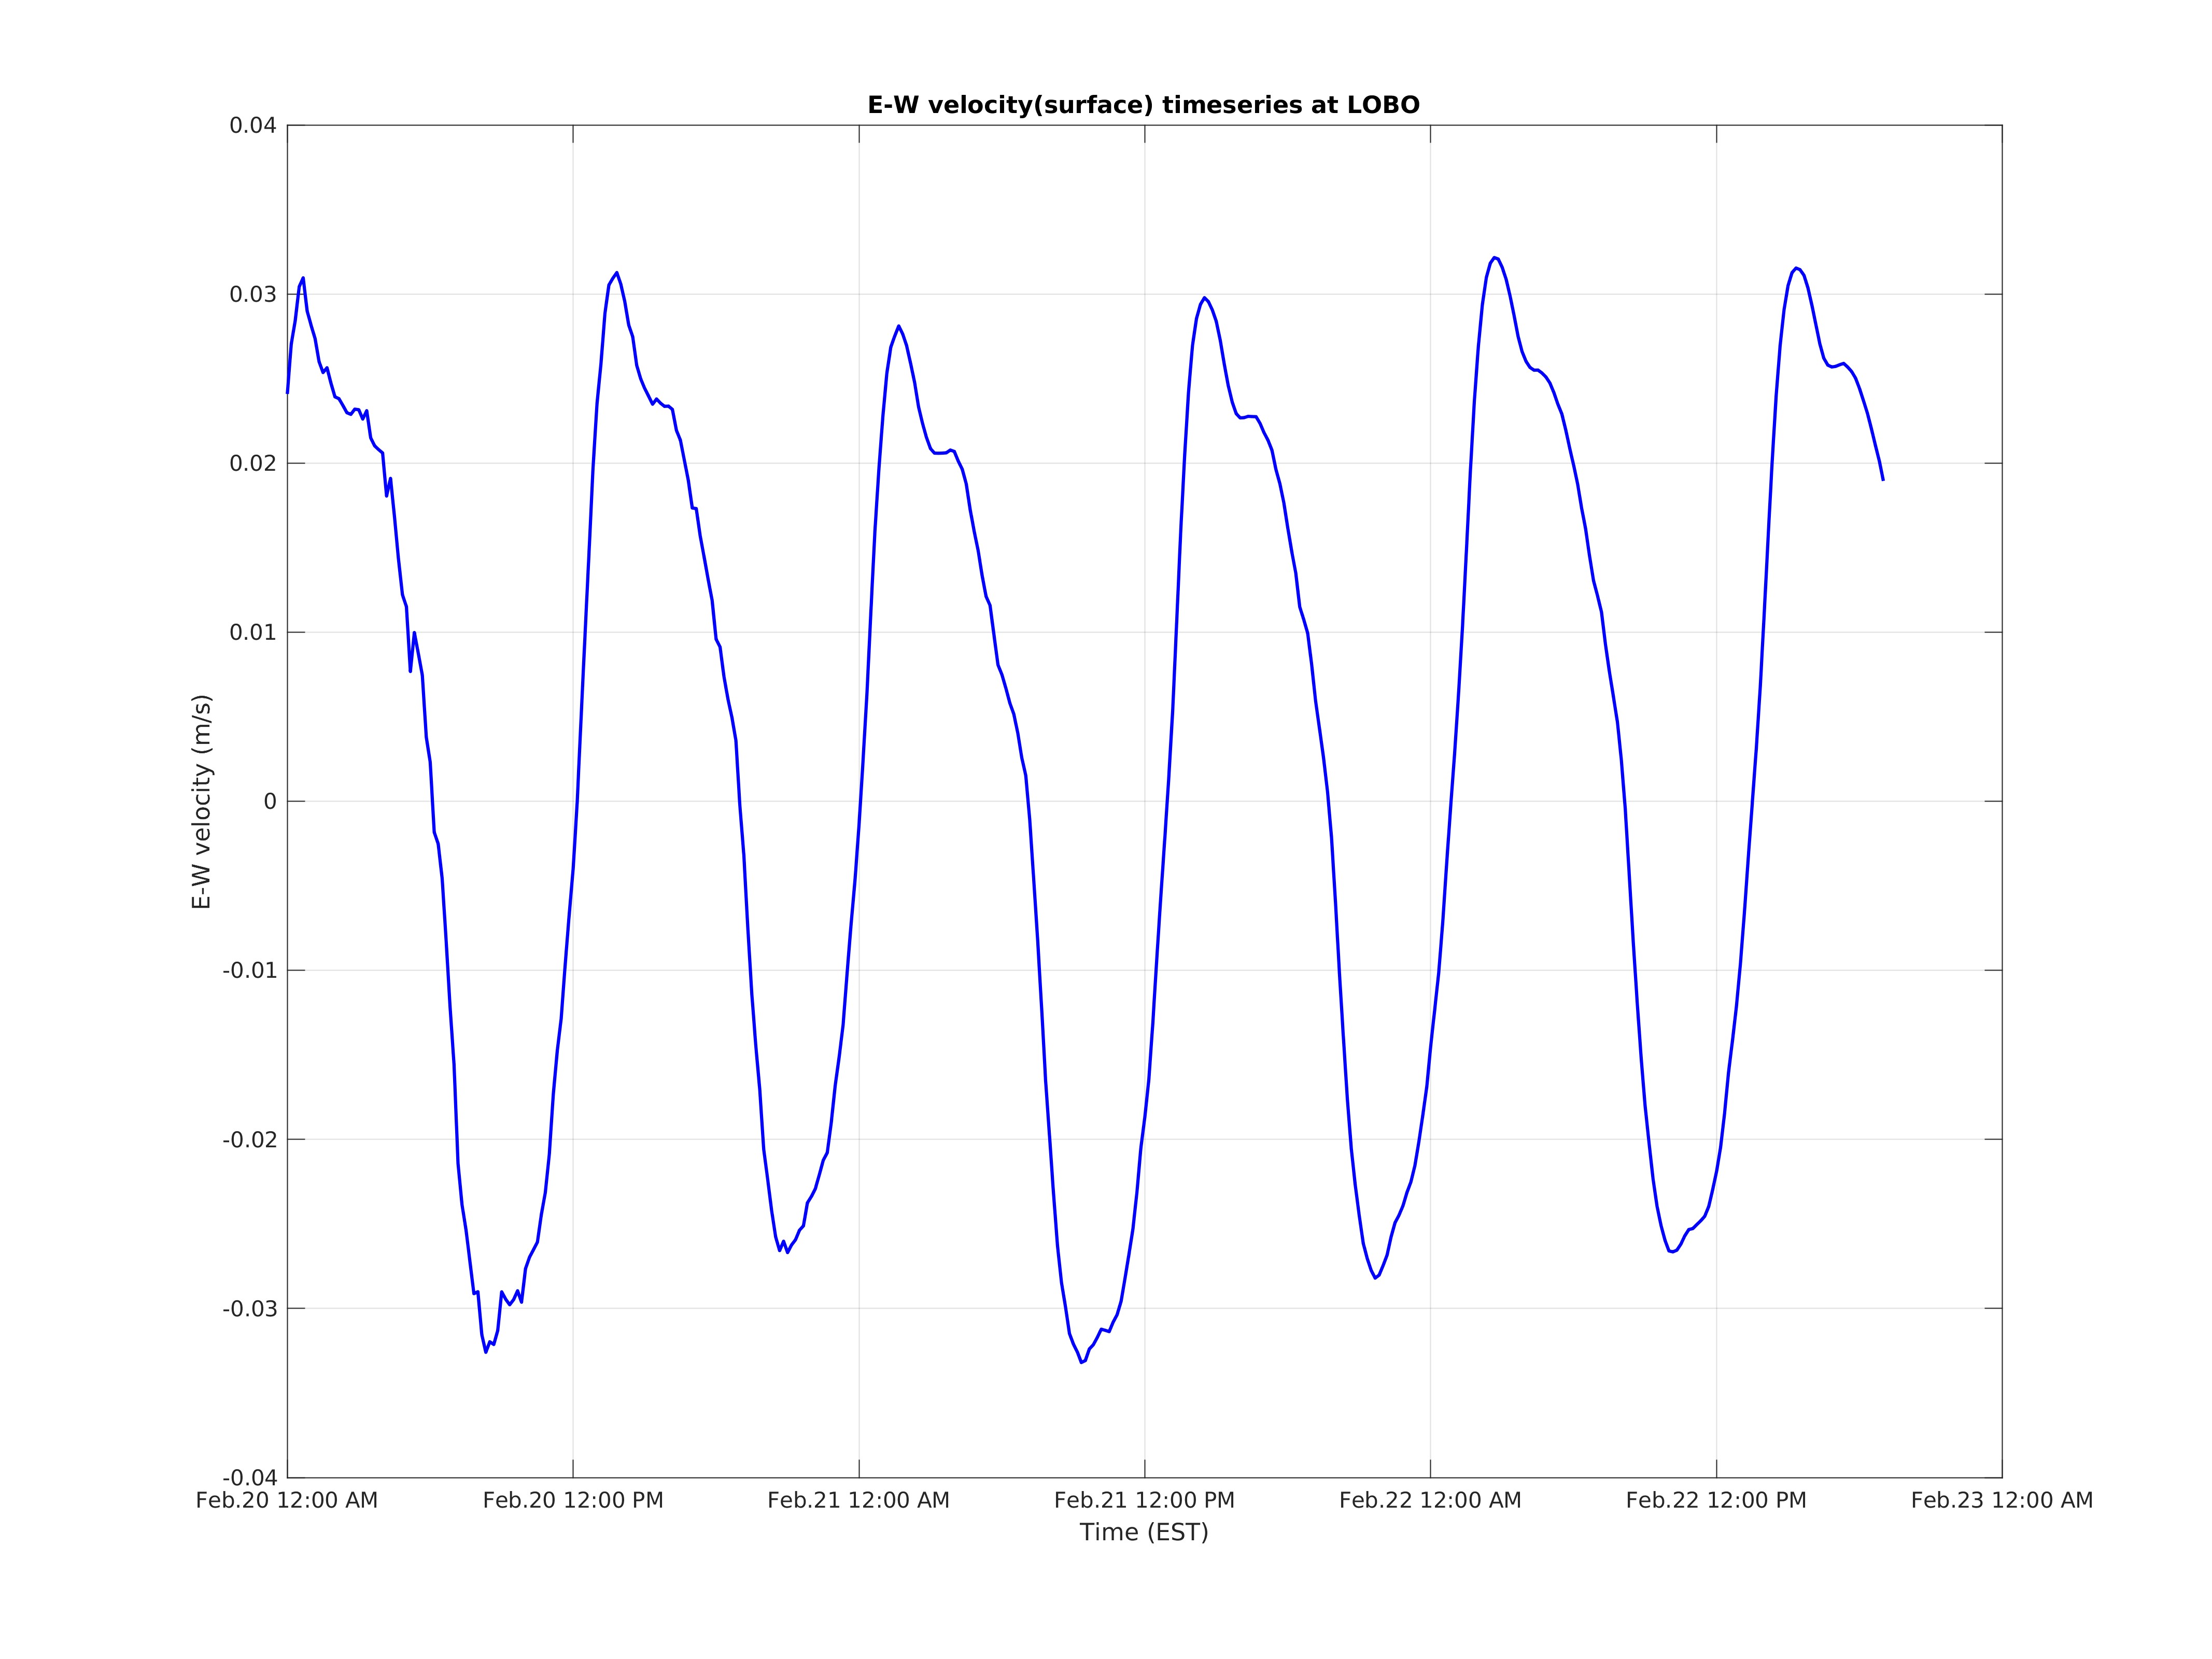 E-W velocity(surface) timeseries at LOBO
0.04
0.03
0.02
0.01
0
-0.01
-0.02
-0.03
-0.04
E-W velocity (m/s)
Feb.20 12:00 AM
Feb.20 12:00 PM
Feb.21 12:00 AM
Feb.21 12:00 PM
Feb.22 12:00 AM
Feb.22 12:00 PM
Feb.23 12:00 AM
Time (EST)